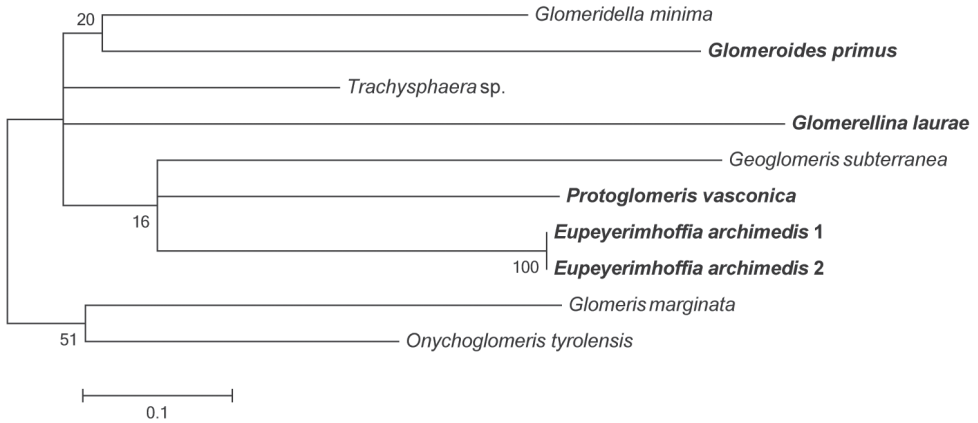 20
Glomeridella minima
Glomeroides primus
Trachysphaera sp.
Glomerellina laurae
Geoglomeris subterranea
Protoglomeris vasconica
16
Eupeyerimhoffia archimedis 1
100
Eupeyerimhoffia archimedis 2
Glomeris marginata
51
Onychoglomeris tyrolensis
0.1